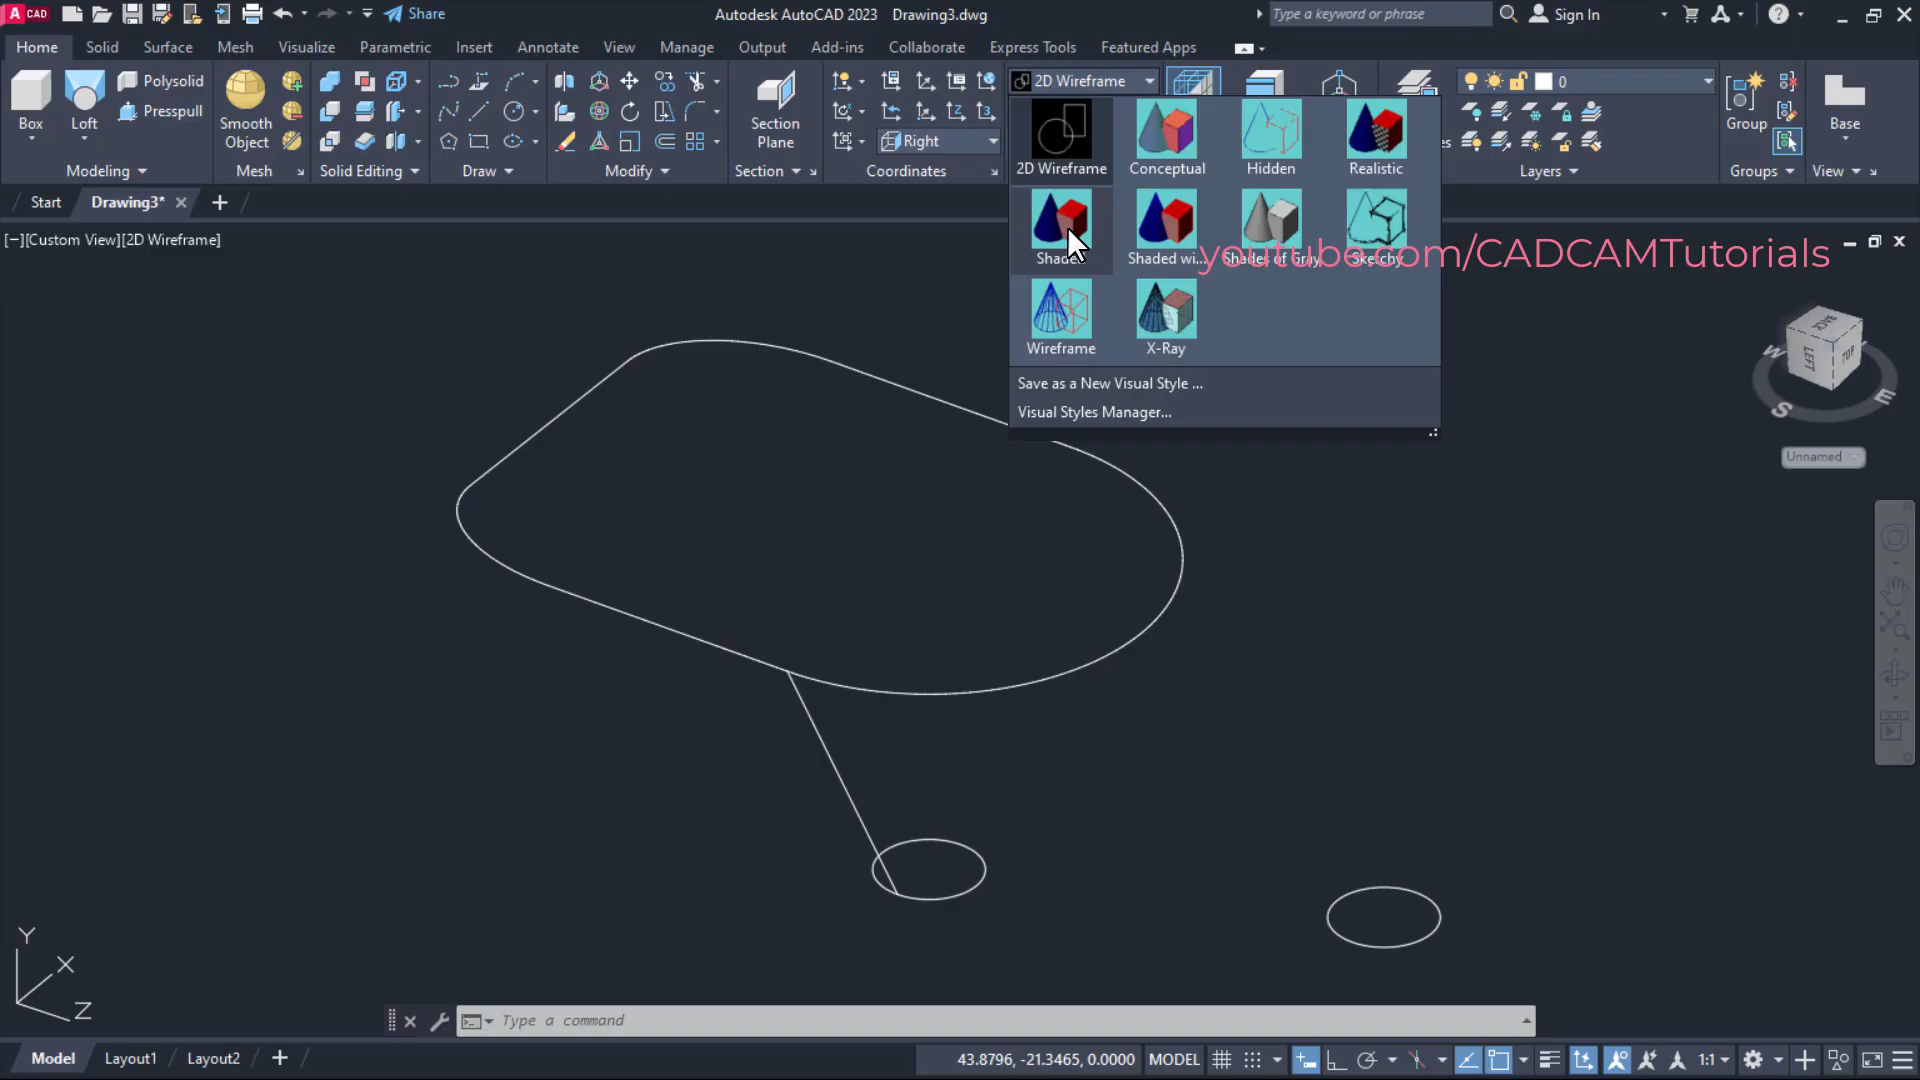 CAD
Share
Autodesk AutoCAD 2023 Drawing3.dwg
Type a keyword or phrase
Sign In
Home Solid Surface Mesh Visualize Parametric Insert Annotate View Manage Output Add-ins Collaborate Express Tools Featured Apps
Box
Loft
Polysolid
Presspull
Smooth
Object
Section
Plane
Right
2D Wireframe
0
Group
Base
Modeling Mesh Solid Editing Draw Modify Section Coordinates Layers Groups View
2D Wireframe Conceptual Hidden Realistic
Shaded Shaded wi... Shades of Gray Sketchy
Wireframe X-Ray
Save as a New Visual Style ...
Visual Styles Manager...
youtube.com/CADCAMTutorials
Start Drawing3*
[−][Custom View][2D Wireframe]
BACK
LEFT
TOP
W
S
E
Unnamed
Y
X
Z
Type a command
Model Layout1 Layout2
43.8796, -21.3465, 0.0000 MODEL 1:1